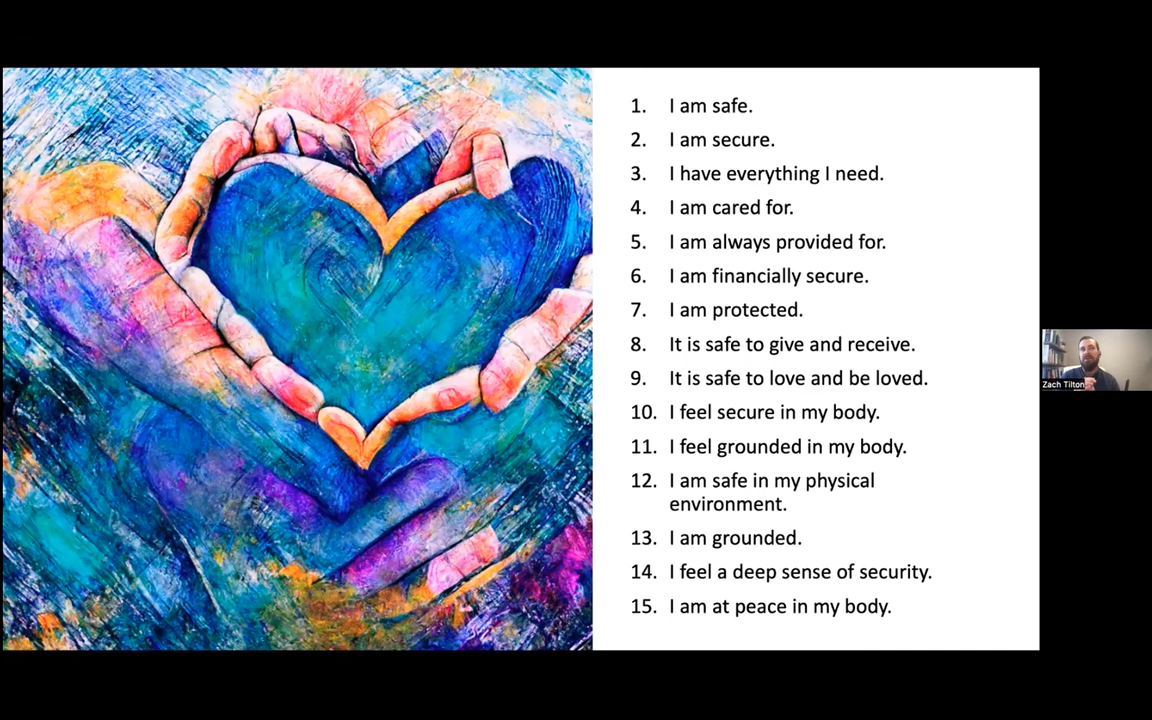 1. I am safe.
2. I am secure.
3. I have everything I need.
4. I am cared for.
5. I am always provided for.
6. I am financially secure.
7. I am protected.
8. It is safe to give and receive.
9. It is safe to love and be loved.
10. I feel secure in my body.
11. I feel grounded in my body.
12. I am safe in my physical
environment.
13. I am grounded.
14. I feel a deep sense of security.
15. I am at peace in my body.
Zach Tilton